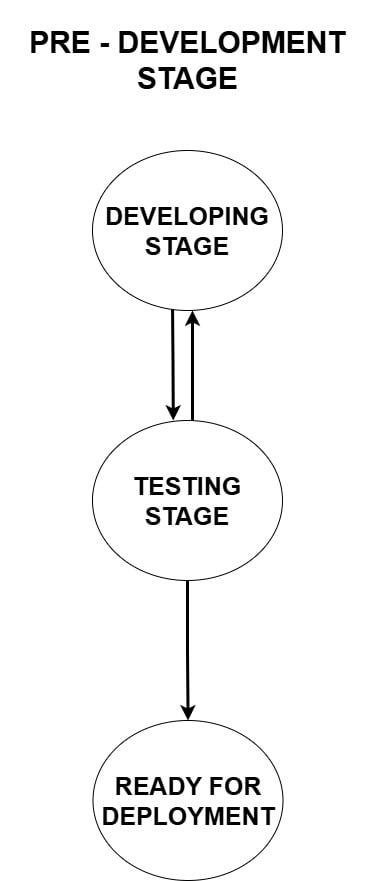 PRE - DEVELOPMENT
STAGE
DEVELOPING
STAGE
TESTING
STAGE
READY FOR
DEPLOYMENT